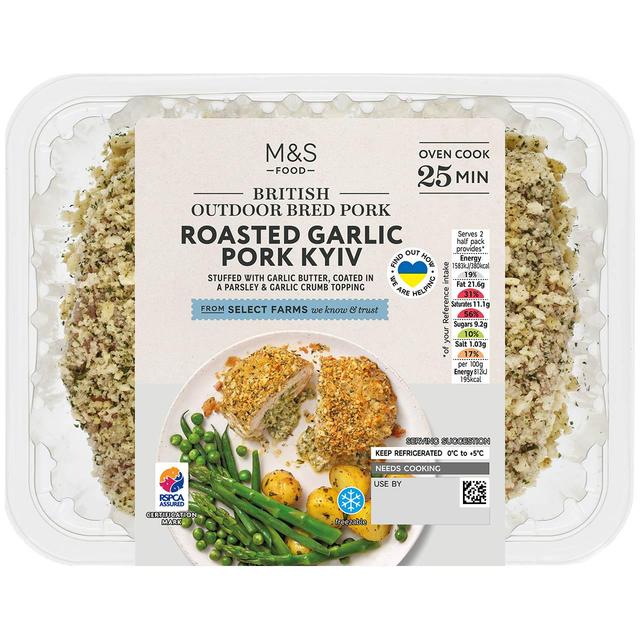 M&S
FOOD
OVEN COOK
25 MIN
BRITISH
OUTDOOR BRED PORK
ROASTED GARLIC
PORK KYIV
STUFFED WITH GARLIC BUTTER, COATED IN
A PARSLEY & GARLIC CRUMB TOPPING
FROM SELECT FARMS we know & trust
FIND OUT HOW
WE ARE HELPING
*of your Reference intake
Serves 2
half pack
provides*
Energy
1583kJ/380kcal
19%
Fat 21.6g
31%
Saturates 11.1g
56%
Sugars 9.2g
10%
Salt 1.03g
17%
per 100g
Energy 812kJ
195kcal
SERVING SUGGESTION
KEEP REFRIGERATED 0°C to +5°C
NEEDS COOKING
USE BY
RSPCA
ASSURED
CERTIFICATION
MARK
freezable